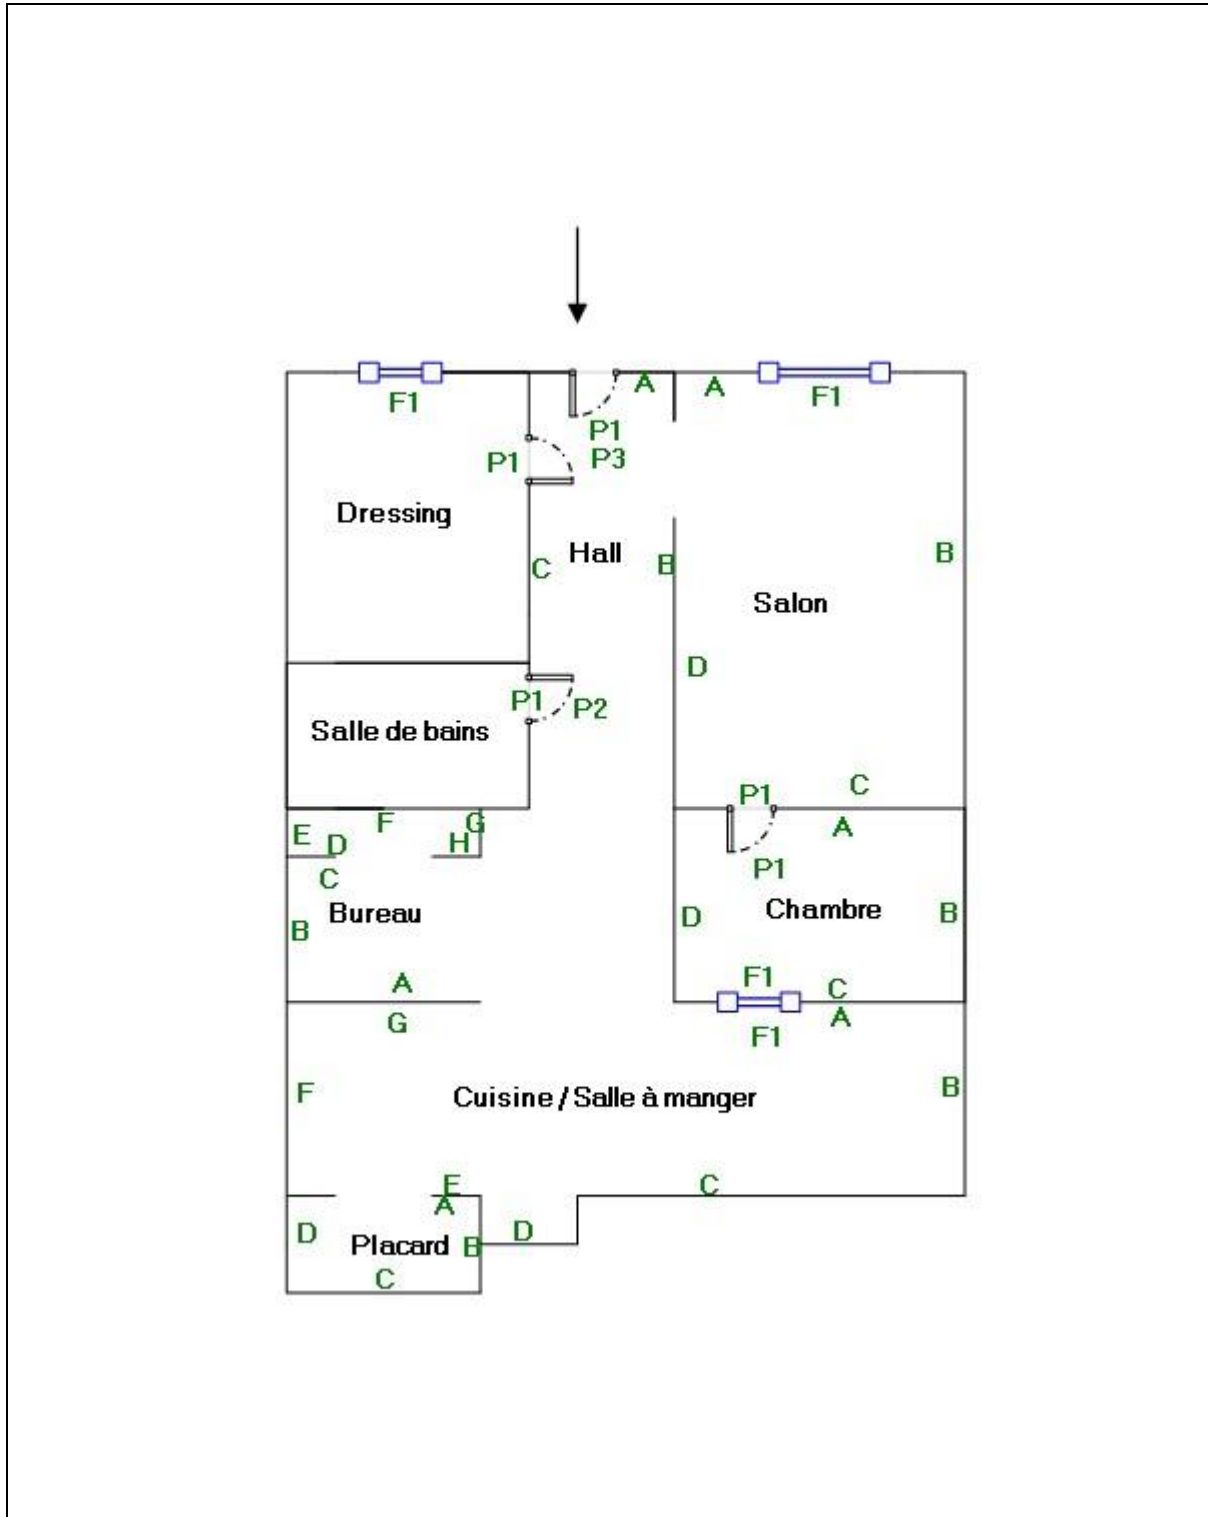 A A
F1 F1
P1
P1 P3
Dressing
Hall B
C B
Salon
D
P1 P2
Salle de bains
C
P1
F G A
E D H
P1
C
Bureau D Chambre B
B
A F1 C
G A
F1
F B
Cuisine / Salle à manger
E C
A
D Placard B D
C